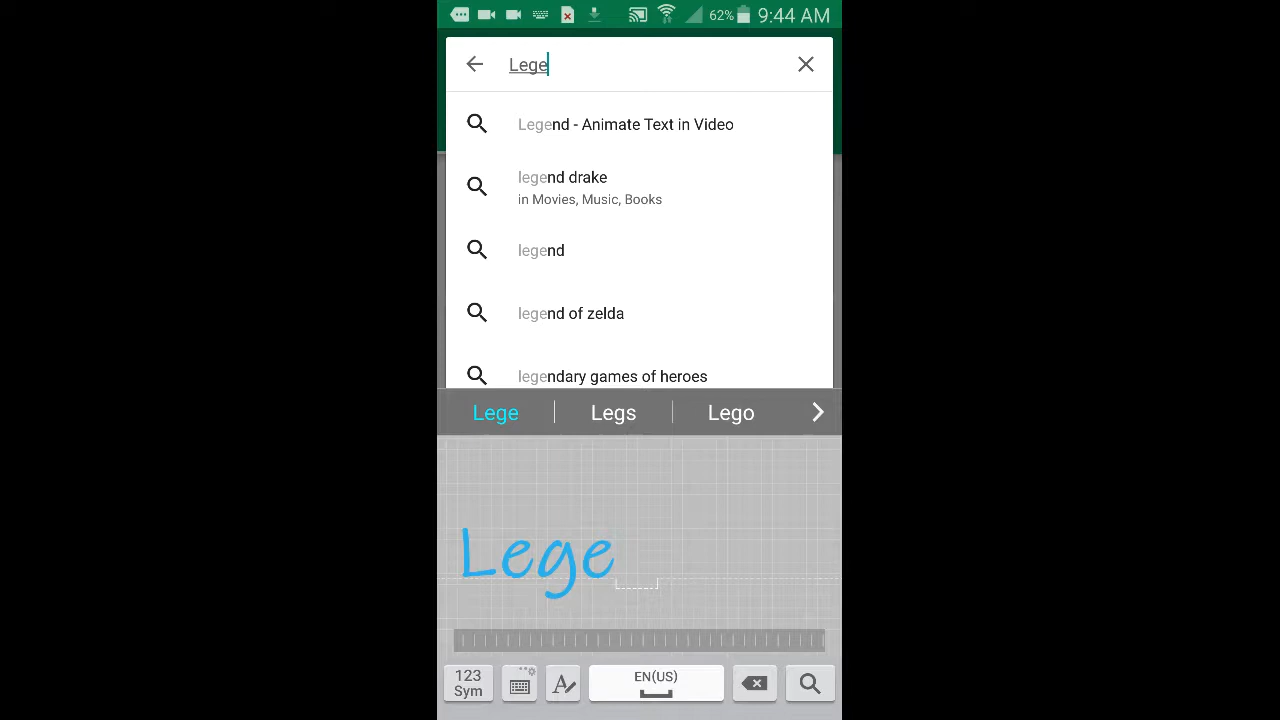 62% 9:44 AM
Lege
Legend - Animate Text in Video
legend drake
in Movies, Music, Books
legend
legend of zelda
legendary games of heroes
Lege Legs Lego
Lege
123
Sym
EN(US)